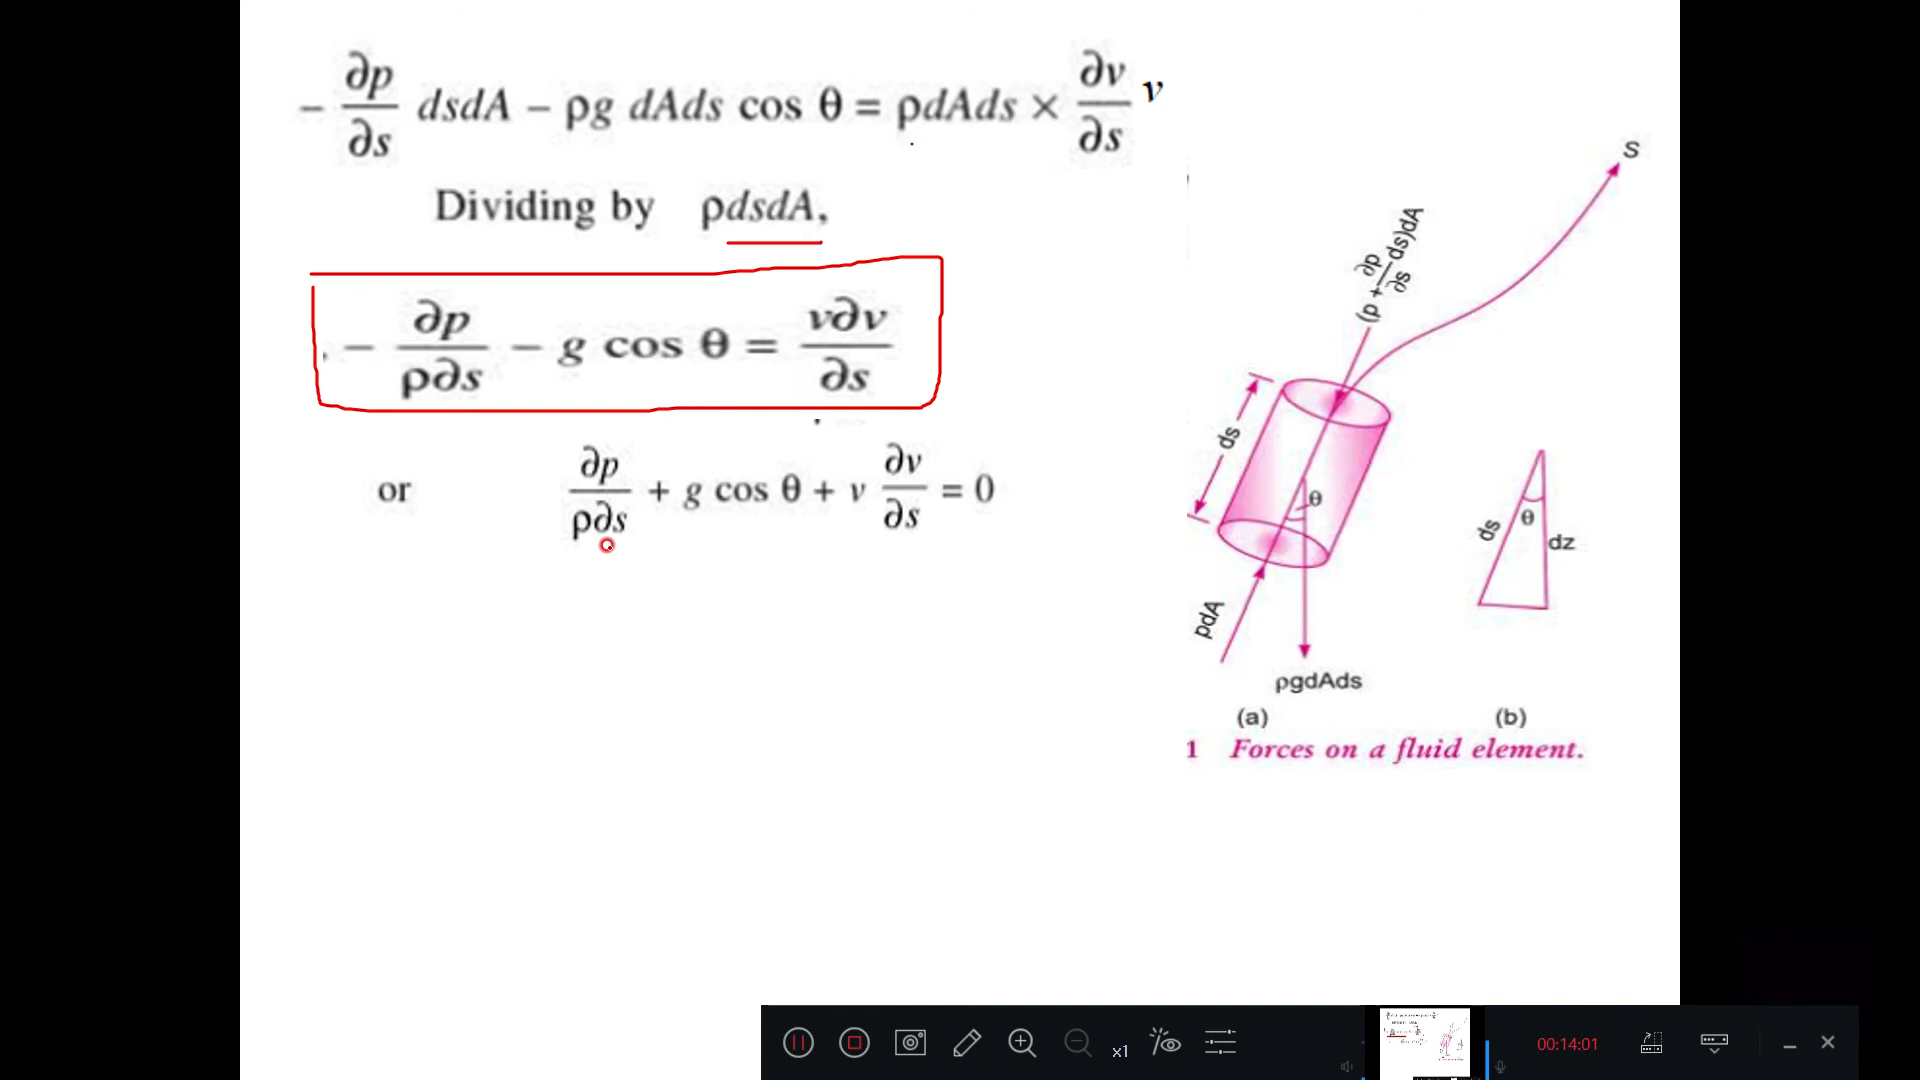 − ∂p/∂s dsdA − ρg dAds cos θ = ρdAds × ∂v/∂s v
Dividing by ρdsdA,
− ∂p/ρ∂s − g cos θ = v∂v/∂s
or ∂p/ρ∂s + g cos θ + v ∂v/∂s = 0
S
(p + ∂p/∂s ds)dA
ds
θ
pdA
ρgdAds
ds
θ
dz
(a)
(b)
1 Forces on a fluid element.
x1
00:14:01